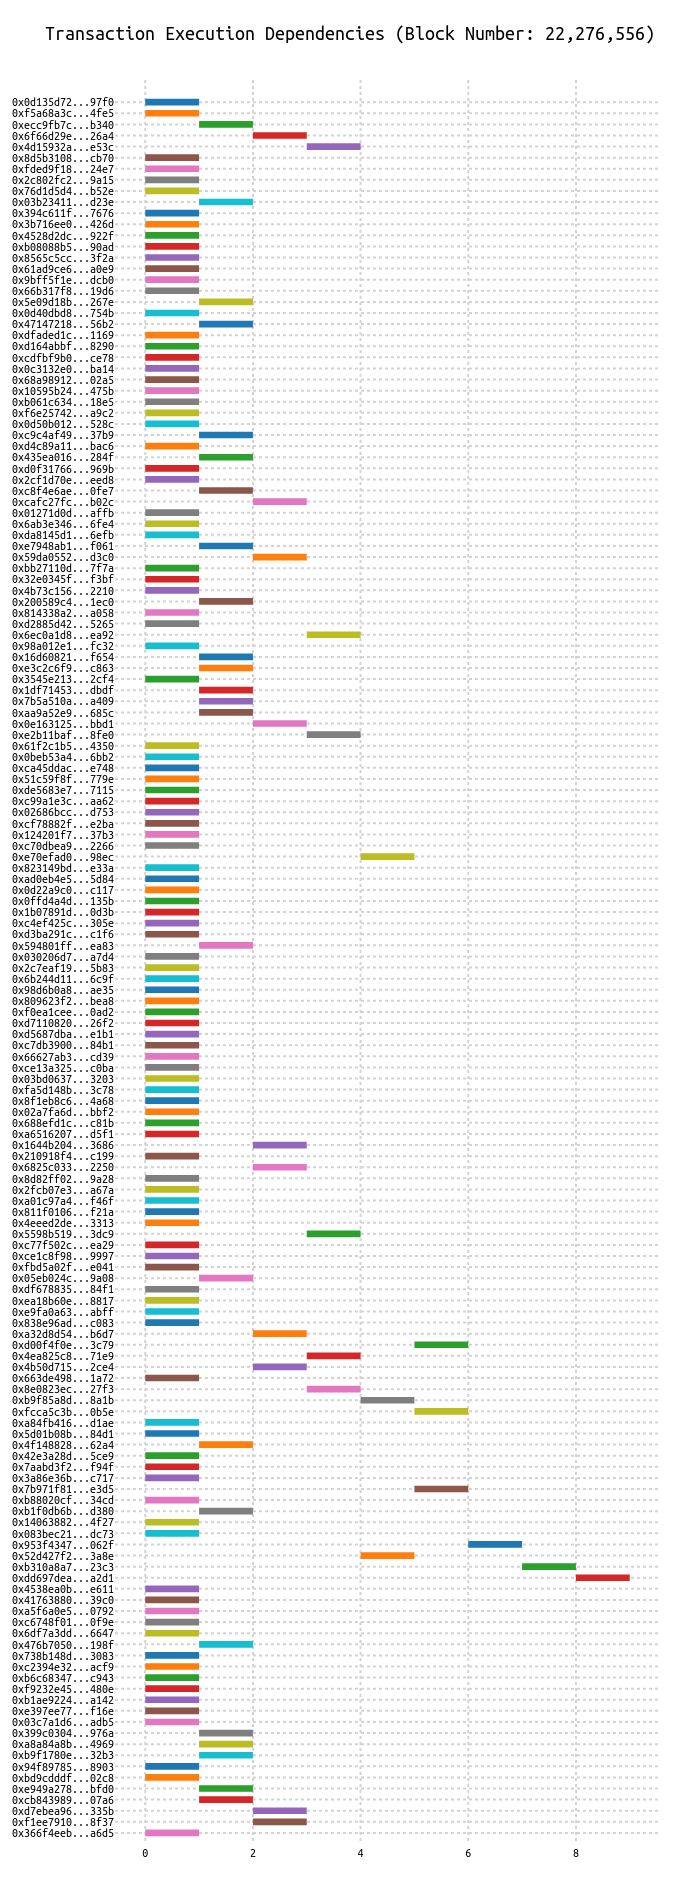 Transaction Execution Dependencies (Block Number: 22,276,556)
0x0d135d72...97f0
0xf5a68a3c...4fe5
0xecc9fb7c...b340
0x6f66d29e...26a4
0x4d15932a...e53c
0x8d5b3108...cb70
0xfded9f18...24e7
0x2c802fc2...9a15
0x76d1d5d4...b52e
0x03b23411...d23e
0x394c611f...7676
0x3b716ee0...426d
0x4528d2dc...922f
0xb08088b5...90ad
0x8565c5cc...3f2a
0x61ad9ce6...a0e9
0x9bff5f1e...dcb0
0x66b317f8...19d6
0x5e09d18b...267e
0x0d40dbd8...754b
0x47147218...56b2
0xdfaded1c...1169
0xd164abbf...8290
0xcdfbf9b0...ce78
0x0c3132e0...ba14
0x68a98912...02a5
0x10595b24...475b
0xb061c634...18e5
0xf6e25742...a9c2
0x0d50b012...528c
0xc9c4af49...37b9
0xd4c89a11...bac6
0x435ea016...284f
0xd0f31766...969b
0x2cf1d70e...eed8
0xc8f4e6ae...0fe7
0xcafc27fc...b02c
0x01271d0d...affb
0x6ab3e346...6fe4
0xda8145d1...6efb
0xe7948ab1...f061
0x59da0552...d3c0
0xbb27110d...7f7a
0x32e0345f...f3bf
0x4b73c156...2210
0x200589c4...1ec0
0x814338a2...a058
0xd2885d42...5265
0x6ec0a1d8...ea92
0x98a012e1...fc32
0x16d60821...f654
0xe3c2c6f9...c863
0x3545e213...2cf4
0x1df71453...dbdf
0x7b5a510a...a409
0xaa9a52e9...685c
0x0e163125...bbd1
0xe2b11baf...8fe0
0x61f2c1b5...4350
0x0beb53a4...6bb2
0xca45ddac...e748
0x51c59f8f...779e
0xde5683e7...7115
0xc99a1e3c...aa62
0x02686bcc...d753
0xcf78882f...e2ba
0x124201f7...37b3
0xc70dbea9...2266
0xe70efad0...98ec
0x823149bd...e33a
0xad0eb4e5...5d84
0x0d22a9c0...c117
0x0ffd4a4d...135b
0x1b07891d...0d3b
0xc4ef425c...305e
0xd3ba291c...c1f6
0x594801ff...ea83
0x030206d7...a7d4
0x2c7eaf19...5b83
0x6b244d11...6c9f
0x98d6b0a8...ae35
0x809623f2...bea8
0xf0ea1cee...0ad2
0xd7110820...26f2
0xd5687dba...e1b1
0xc7db3900...84b1
0x66627ab3...cd39
0xce13a325...c0ba
0x03bd0637...3203
0xfa5d148b...3c78
0x8f1eb8c6...4a68
0x02a7fa6d...bbf2
0x688efd1c...c81b
0xa6516207...d5f1
0x1644b204...3686
0x210918f4...c199
0x6825c033...2250
0x8d82ff02...9a28
0x2fcb07e3...a67a
0xa01c97a4...f46f
0x811f0106...f21a
0x4eeed2de...3313
0x5598b519...3dc9
0xc77f502c...ea29
0xce1c8f98...9997
0xfbd5a02f...e041
0x05eb024c...9a08
0xdf678835...84f1
0xea18b60e...8817
0xe9fa0a63...abff
0x838e96ad...c083
0xa32d8d54...b6d7
0xd00f4f0e...3c79
0x4ea825c8...71e9
0x4b50d715...2ce4
0x663de498...1a72
0x8e0823ec...27f3
0xb9f85a8d...8a1b
0xfcca5c3b...0b5e
0xa84fb416...d1ae
0x5d01b08b...84d1
0x4f148828...62a4
0x42e3a28d...5ce9
0x7aabd3f2...f94f
0x3a86e36b...c717
0x7b971f81...e3d5
0xb88020cf...34cd
0xb1f0db6b...d380
0x14063882...4f27
0x083bec21...dc73
0x953f4347...062f
0x52d427f2...3a8e
0xb310a8a7...23c3
0xdd697dea...a2d1
0x4538ea0b...e611
0x41763880...39c0
0xa5f6a0e5...0792
0xc6748f01...0f9e
0x6df7a3dd...6647
0x476b7050...198f
0x738b148d...3083
0xc2394e32...acf9
0xb6c68347...c943
0xf9232e45...480e
0xb1ae9224...a142
0xe397ee77...f16e
0x03c7a1d6...adb5
0x399c0304...976a
0xa8a84a8b...4969
0xb9f1780e...32b3
0x94f89785...8903
0xbd9cdddf...02c8
0xe949a278...bfd0
0xcb843989...07a6
0xd7ebea96...335b
0xf1ee7910...8f37
0x366f4eeb...a6d5
0 2 4 6 8